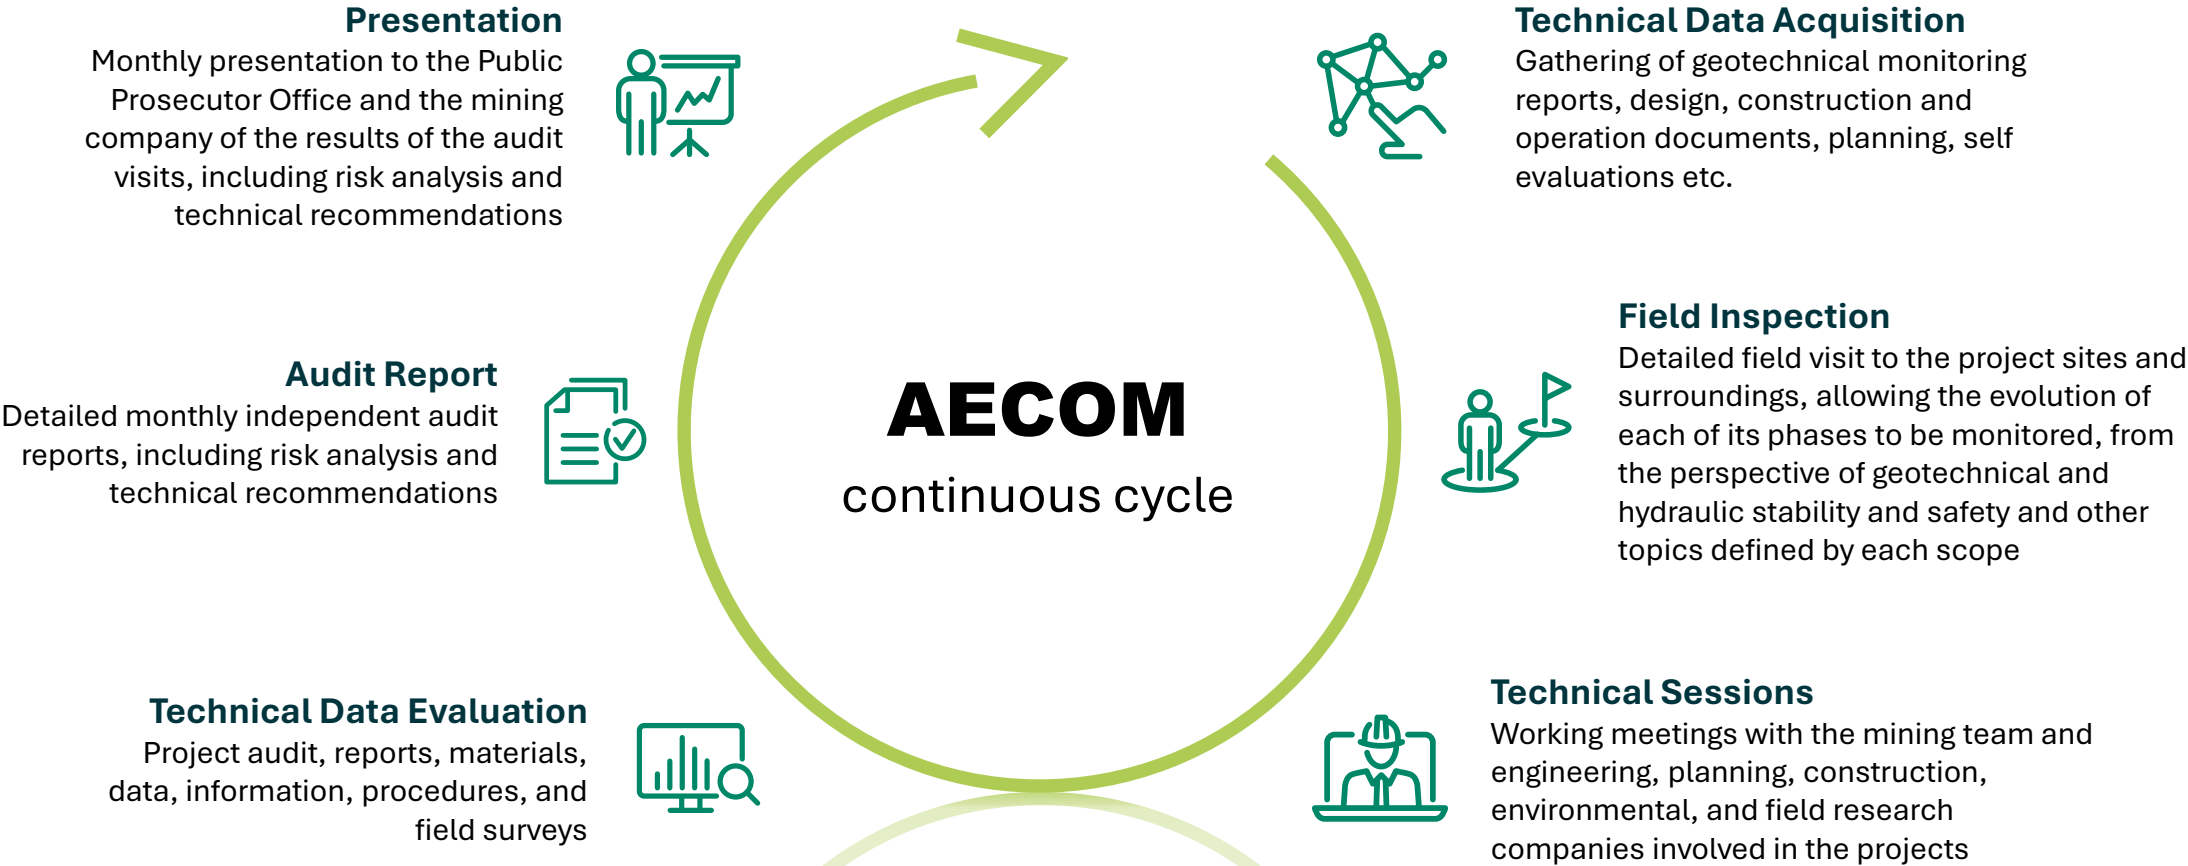 Presentation
Monthly presentation to the Public
Prosecutor Office and the mining
company of the results of the audit
visits, including risk analysis and
technical recommendations
Technical Data Acquisition
Gathering of geotechnical monitoring
reports, design, construction and
operation documents, planning, self
evaluations etc.
Audit Report
Detailed monthly independent audit
reports, including risk analysis and
technical recommendations
AECOM
continuous cycle
Field Inspection
Detailed field visit to the project sites and
surroundings, allowing the evolution of
each of its phases to be monitored, from
the perspective of geotechnical and
hydraulic stability and safety and other
topics defined by each scope
Technical Data Evaluation
Project audit, reports, materials,
data, information, procedures, and
field surveys
Technical Sessions
Working meetings with the mining team and
engineering, planning, construction,
environmental, and field research
companies involved in the projects